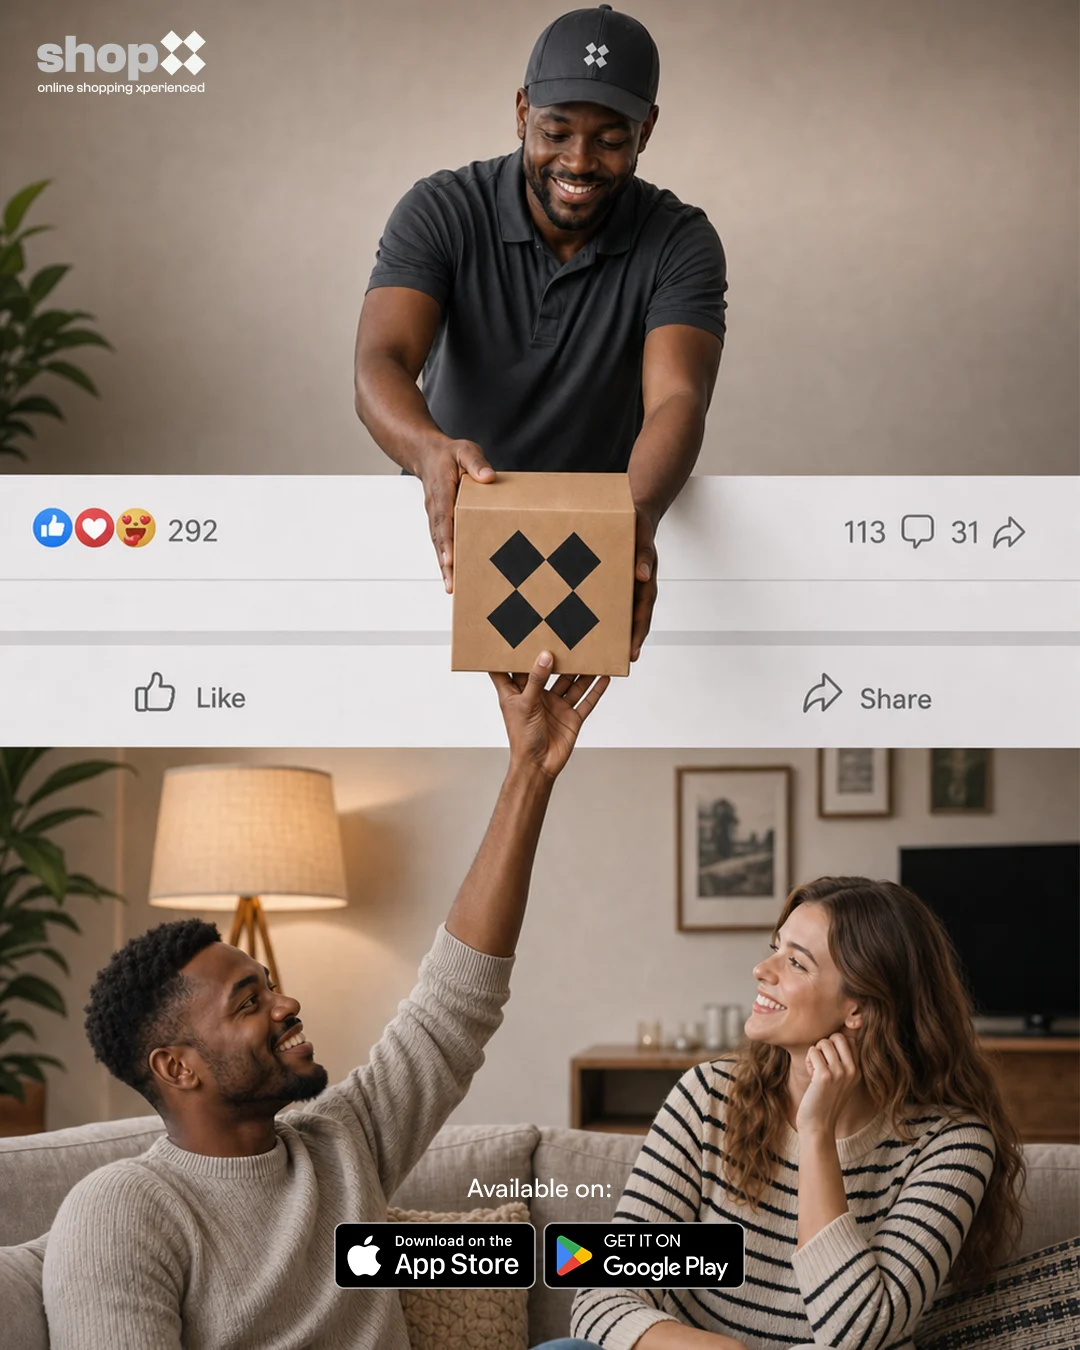 shop
online shopping xperienced
292
113 31
Like
Share
Available on:
Download on the
App Store
GET IT ON
Google Play